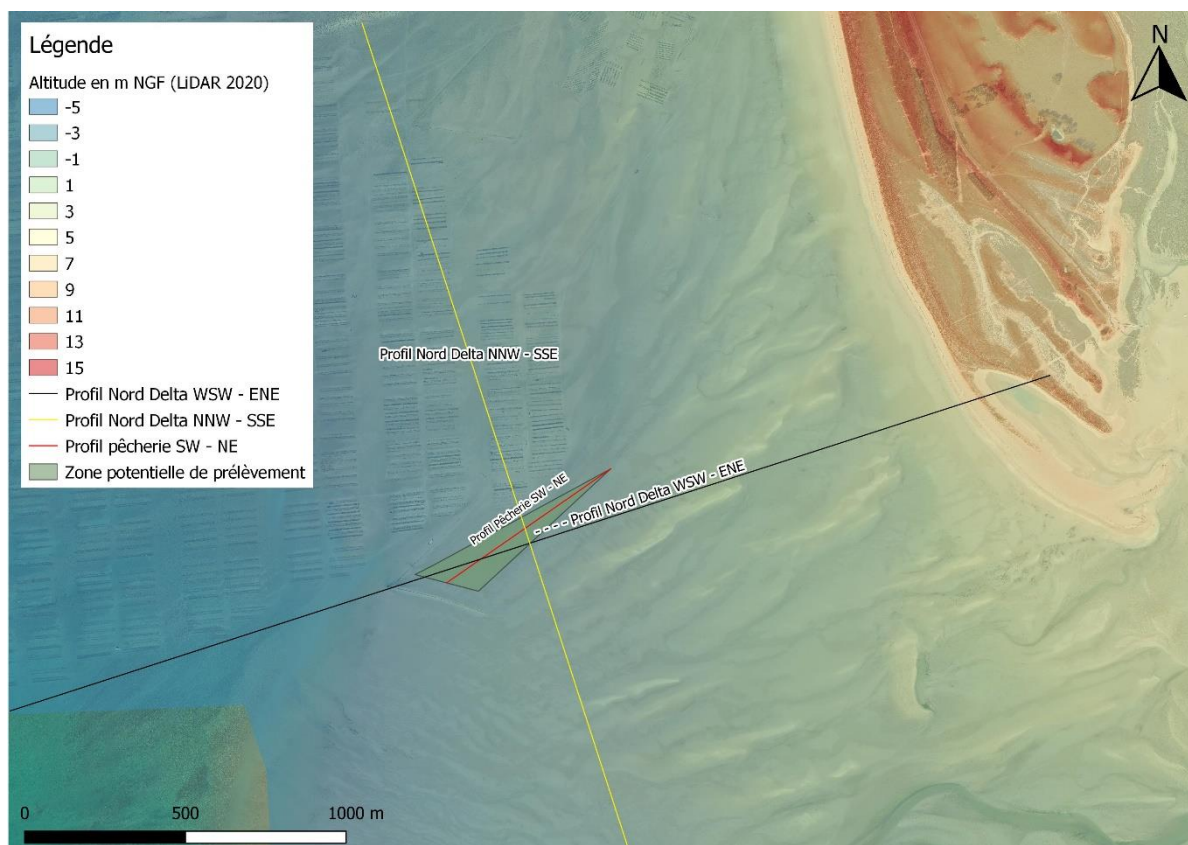 Légende
Altitude en m NGF (LiDAR 2020)
-5
-3
-1
1
3
5
7
9
11
13
15
Profil Nord Delta WSW - ENE
Profil Nord Delta NNW - SSE
Profil pêcherie SW - NE
Zone potentielle de prélèvement
N
Profil Nord Delta NNW - SSE
Profil Pêcherie SW - NE
- - - - Profil Nord Delta WSW - ENE
0 500 1000 m